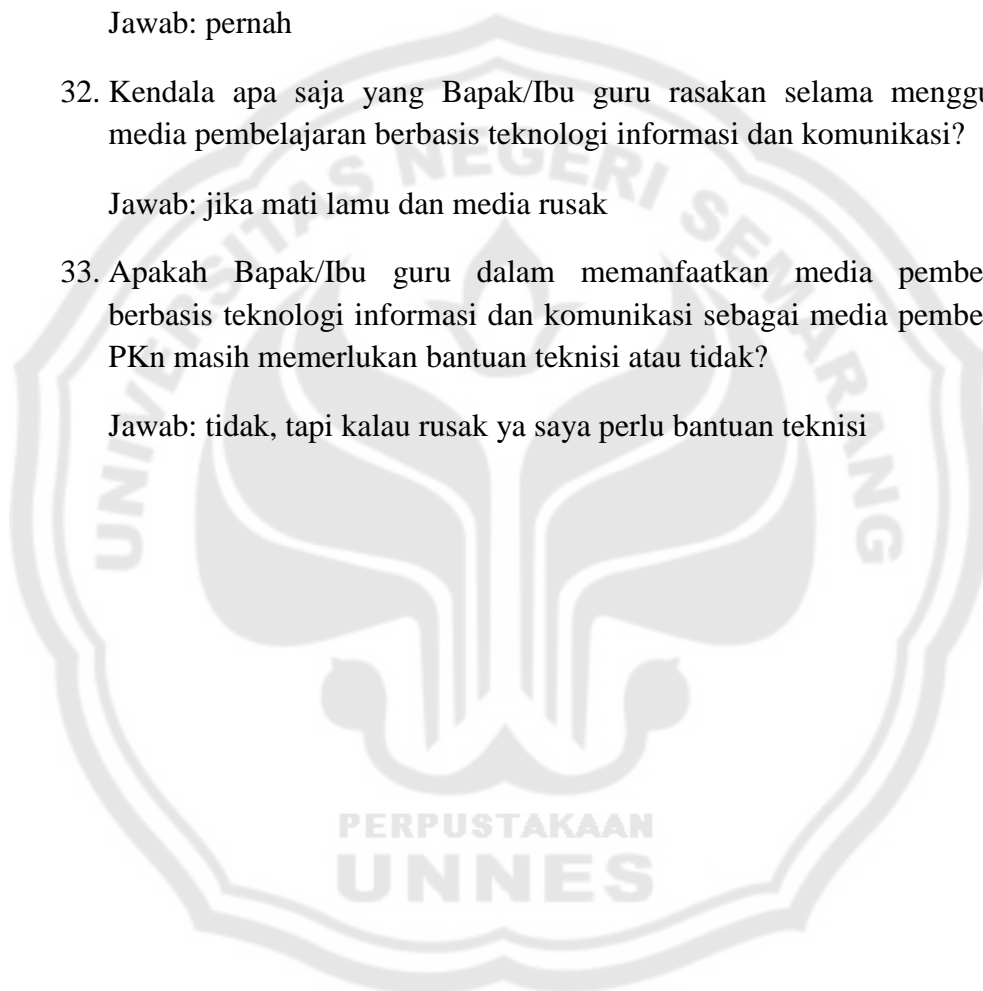 Jawab: pernah
32. Kendala apa saja yang Bapak/Ibu guru rasakan selama menggu
media pembelajaran berbasis teknologi informasi dan komunikasi?
Jawab: jika mati lamu dan media rusak
33. Apakah Bapak/Ibu guru dalam memanfaatkan media pembe
berbasis teknologi informasi dan komunikasi sebagai media pembe
PKn masih memerlukan bantuan teknisi atau tidak?
Jawab: tidak, tapi kalau rusak ya saya perlu bantuan teknisi
UNIVERSITAS NEGERI SEMARANG
PERPUSTAKAAN
UNNES